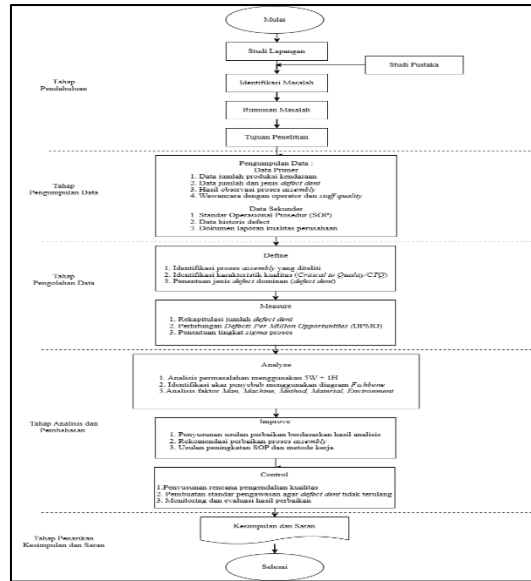 Mulai
Studi Lapangan
Studi Pustaka
Identifikasi Masalah
Rumusan Masalah
Tujuan Penelitian
Tahap
Pendahuluan
Pengumpulan Data :
Data Primer
1. Data jumlah produksi kendaraan
2. Data jumlah dan jenis defect dent
3. Hasil observasi proses assembly
4. Wawancara dengan operator dan staff quality
Data Sekunder
1. Standar Operasional Prosedur (SOP)
2. Data historis defect
3. Dokumen laporan kualitas perusahaan
Tahap
Pengumpulan Data
Define
1. Identifikasi proses assembly yang diteliti
2. Identifikasi karakteristik kualitas (Critical to Quality/CTQ)
3. Penentuan jenis defect dominan (defect dent)
Tahap
Pengolahan Data
Measure
1. Rekapitulasi jumlah defect dent
2. Perhitungan Defects Per Million Opportunities (DPMO)
3. Penentuan tingkat sigma proses
Analyze
1. Analisis permasalahan menggunakan 5W + 1H
2. Identifikasi akar penyebab menggunakan diagram Fishbone
3.Analisis faktor Man, Machine, Method, Material, Environment
Tahap Analisis dan
Pembahasan
Improve
1. Penyusunan usulan perbaikan berdasarkan hasil analisis
2. Rekomendasi perbaikan proses assembly
3. Usulan peningkatan SOP dan metode kerja
Control
1.Penyusunan rencana pengendalian kualitas
2. Pembuatan standar pengawasan agar defect dent tidak terulang
3. Monitoring dan evaluasi hasil perbaikan
Tahap Penarikan
Kesimpulan dan Saran
Kesimpulan dan Saran
Selesai